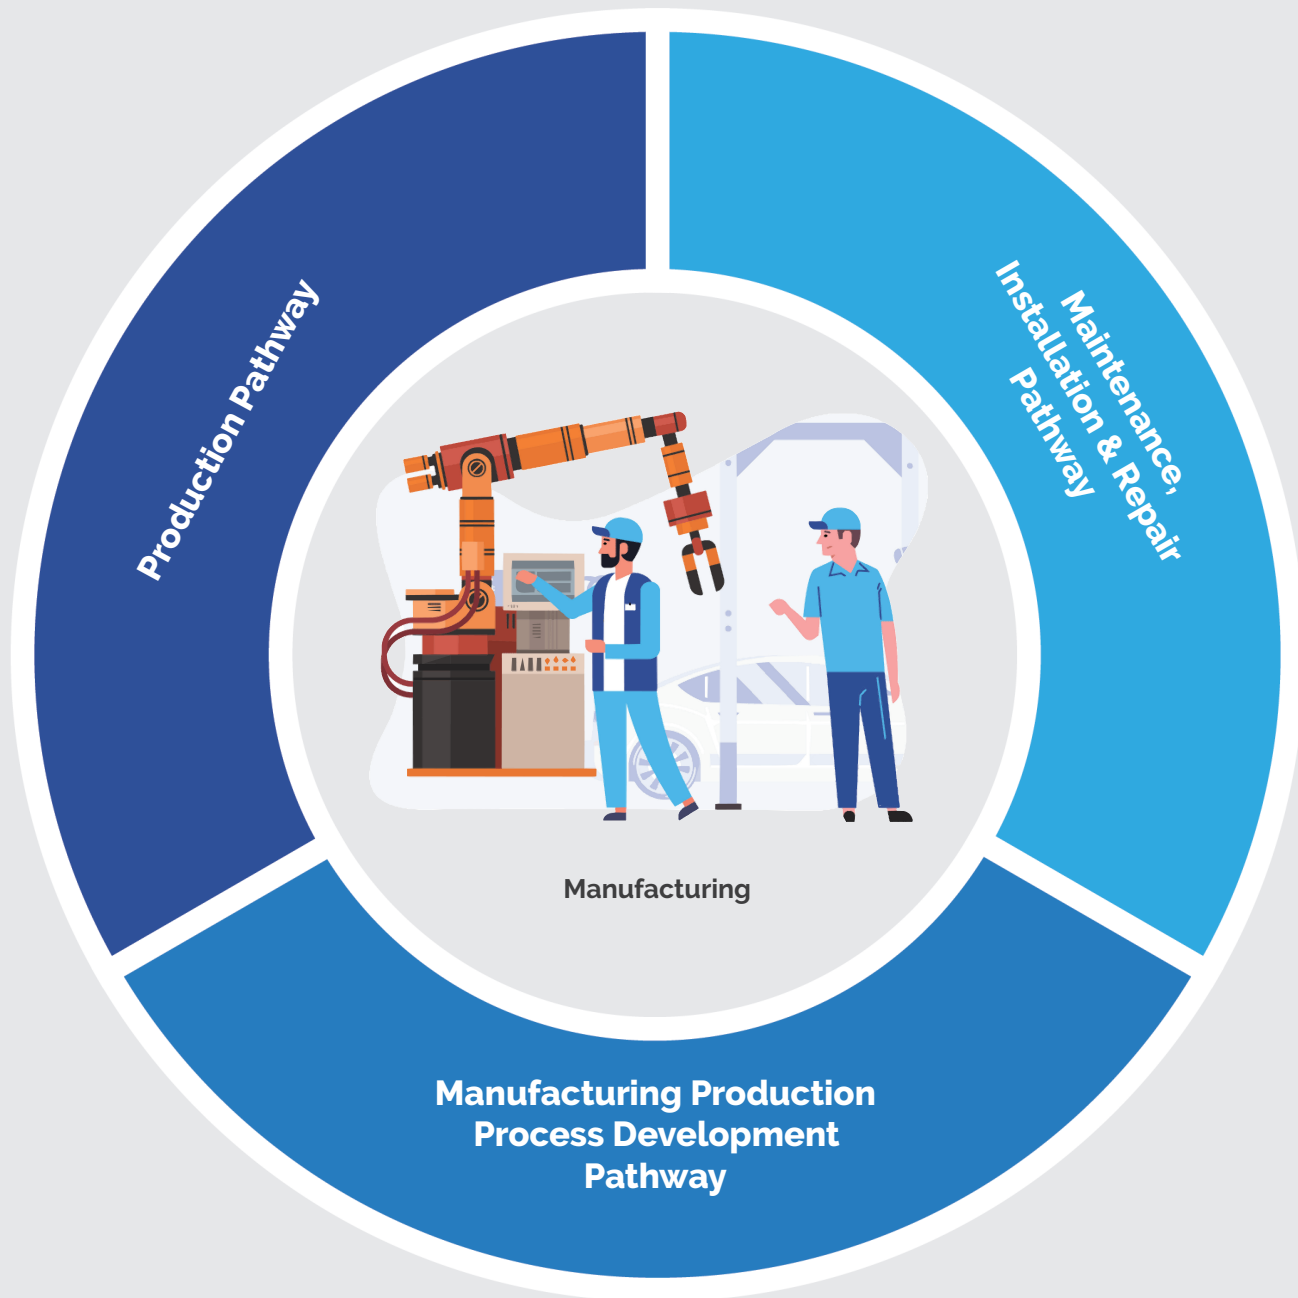 Production Pathway
Maintenance,
Installation & Repair
Pathway
Manufacturing
Manufacturing Production
Process Development
Pathway